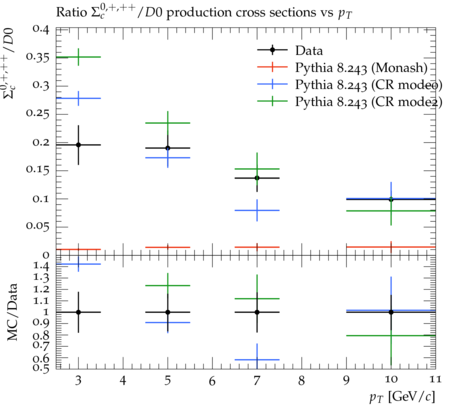 Ratio Σc0,+,++/D0 production cross sections vs pT
Σc0,+,++/D0
0.4
0.35
0.3
0.25
0.2
0.15
0.1
0.05
0
Data
Pythia 8.243 (Monash)
Pythia 8.243 (CR mode0)
Pythia 8.243 (CR mode2)
MC/Data
1.4
1.3
1.2
1.1
1
0.9
0.8
0.7
0.6
0.5
3 4 5 6 7 8 9 10 11
pT [GeV/c]